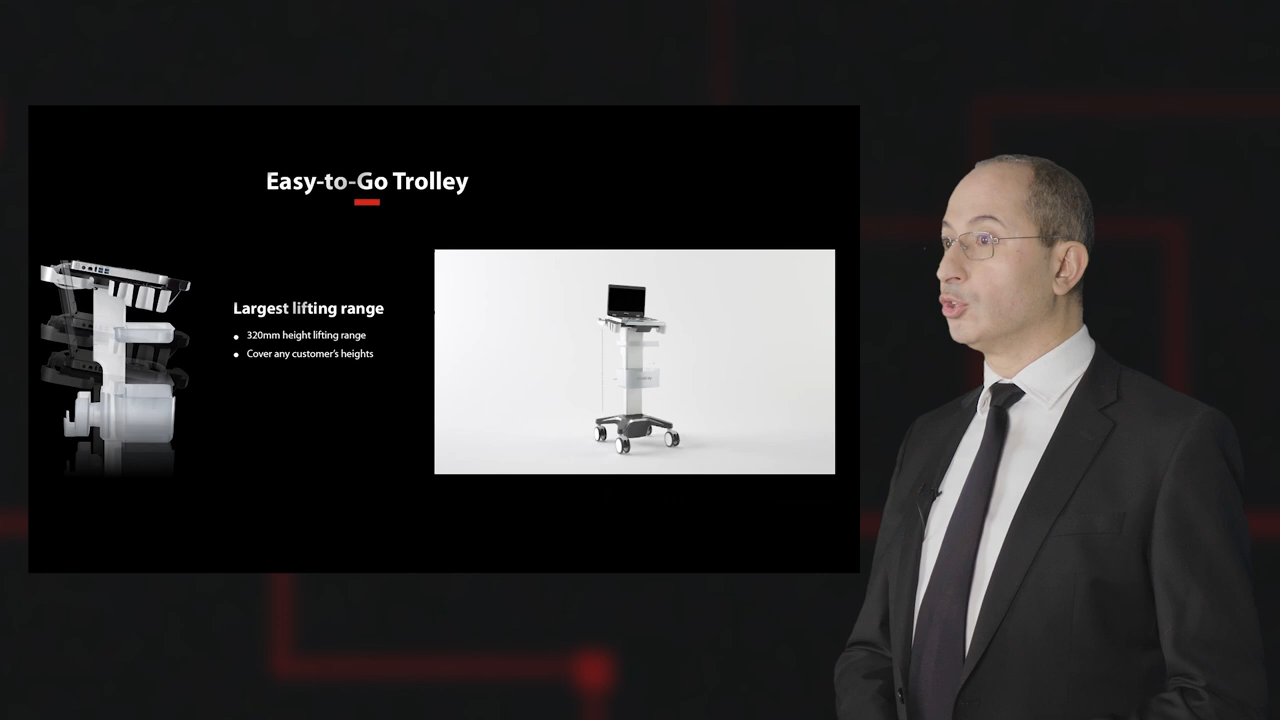 Easy-to-Go Trolley
Largest lifting range
320mm height lifting range
Cover any customer's heights